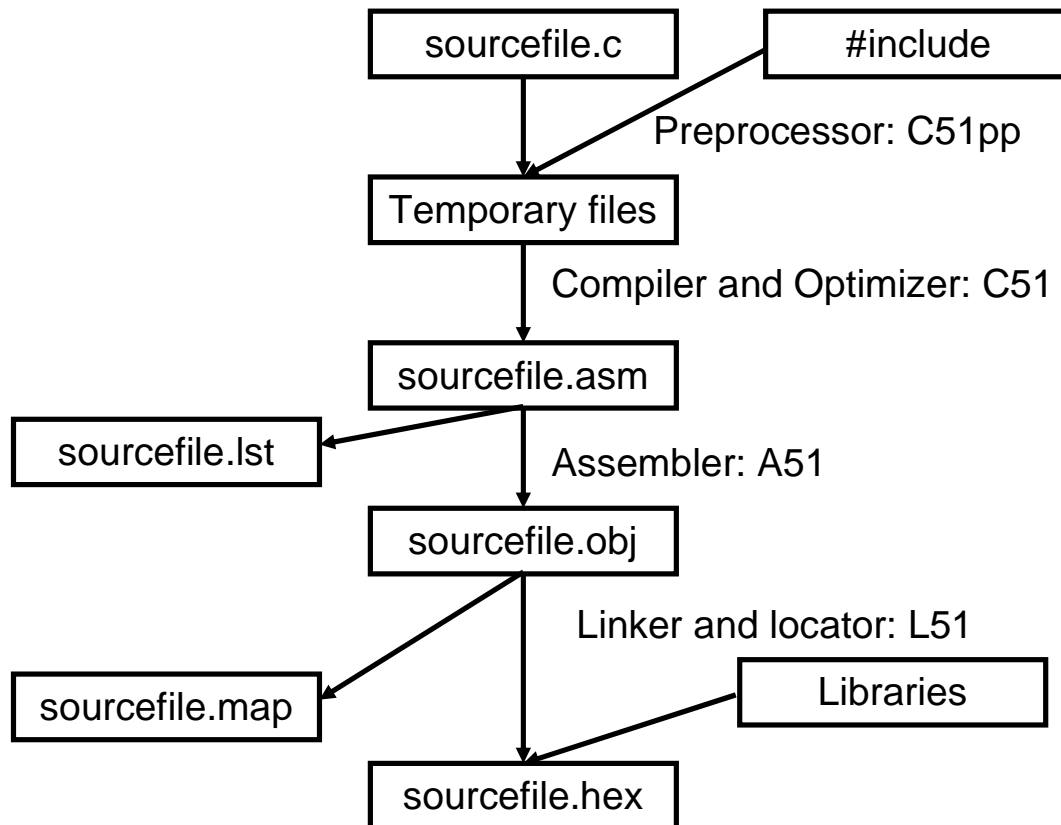 sourcefile.c
#include
Preprocessor: C51pp
Temporary files
Compiler and Optimizer: C51
sourcefile.asm
sourcefile.lst
Assembler: A51
sourcefile.obj
Linker and locator: L51
sourcefile.map
Libraries
sourcefile.hex